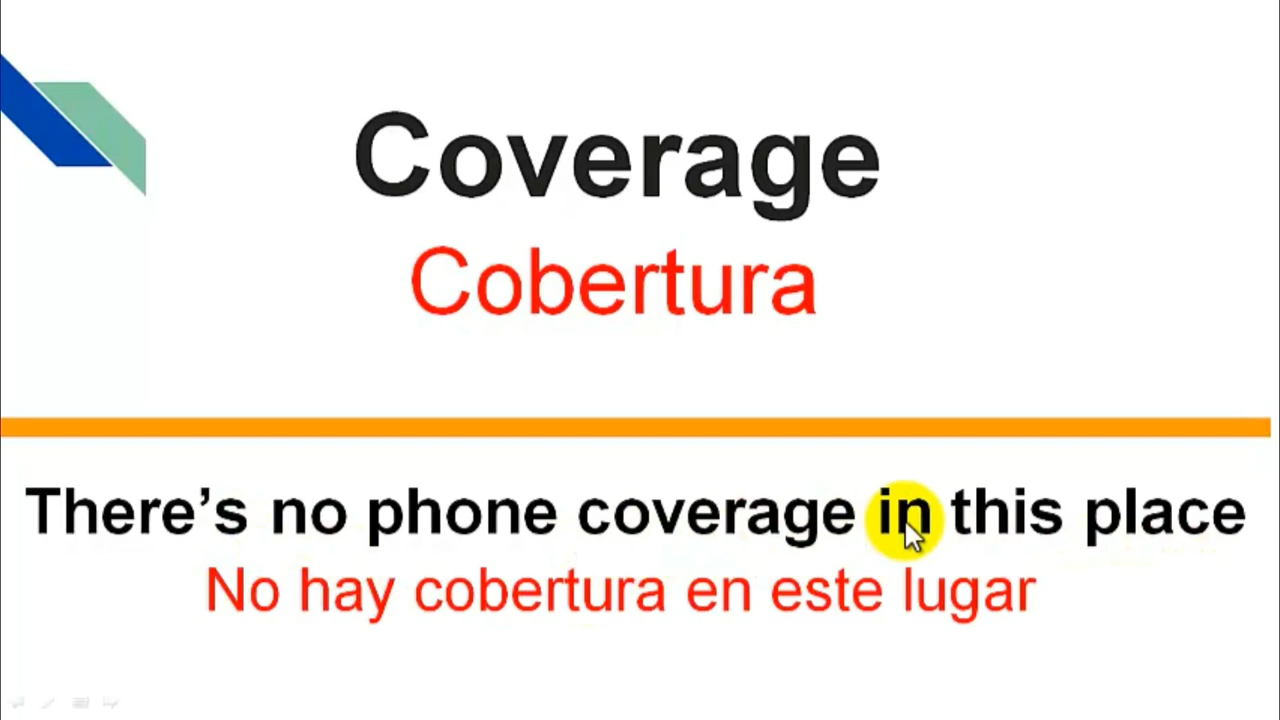 Coverage
Cobertura
There’s no phone coverage in this place
No hay cobertura en este lugar